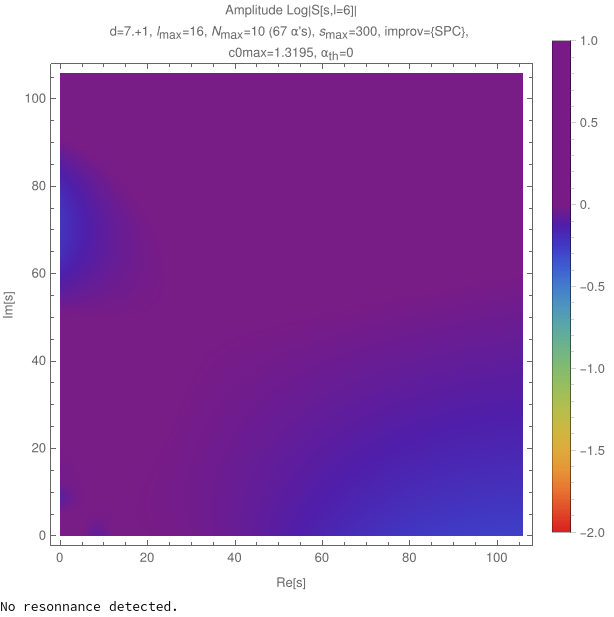 Amplitude Log|S[s,l=6]|
d=7.+1, lmax=16, Nmax=10 (67 α's), smax=300, improv={SPC},
c0max=1.3195, αth=0
1.0
0.5
0.
−0.5
−1.0
−1.5
−2.0
100
80
60
40
20
0
Im[s]
0 20 40 60 80 100
Re[s]
No resonnance detected.